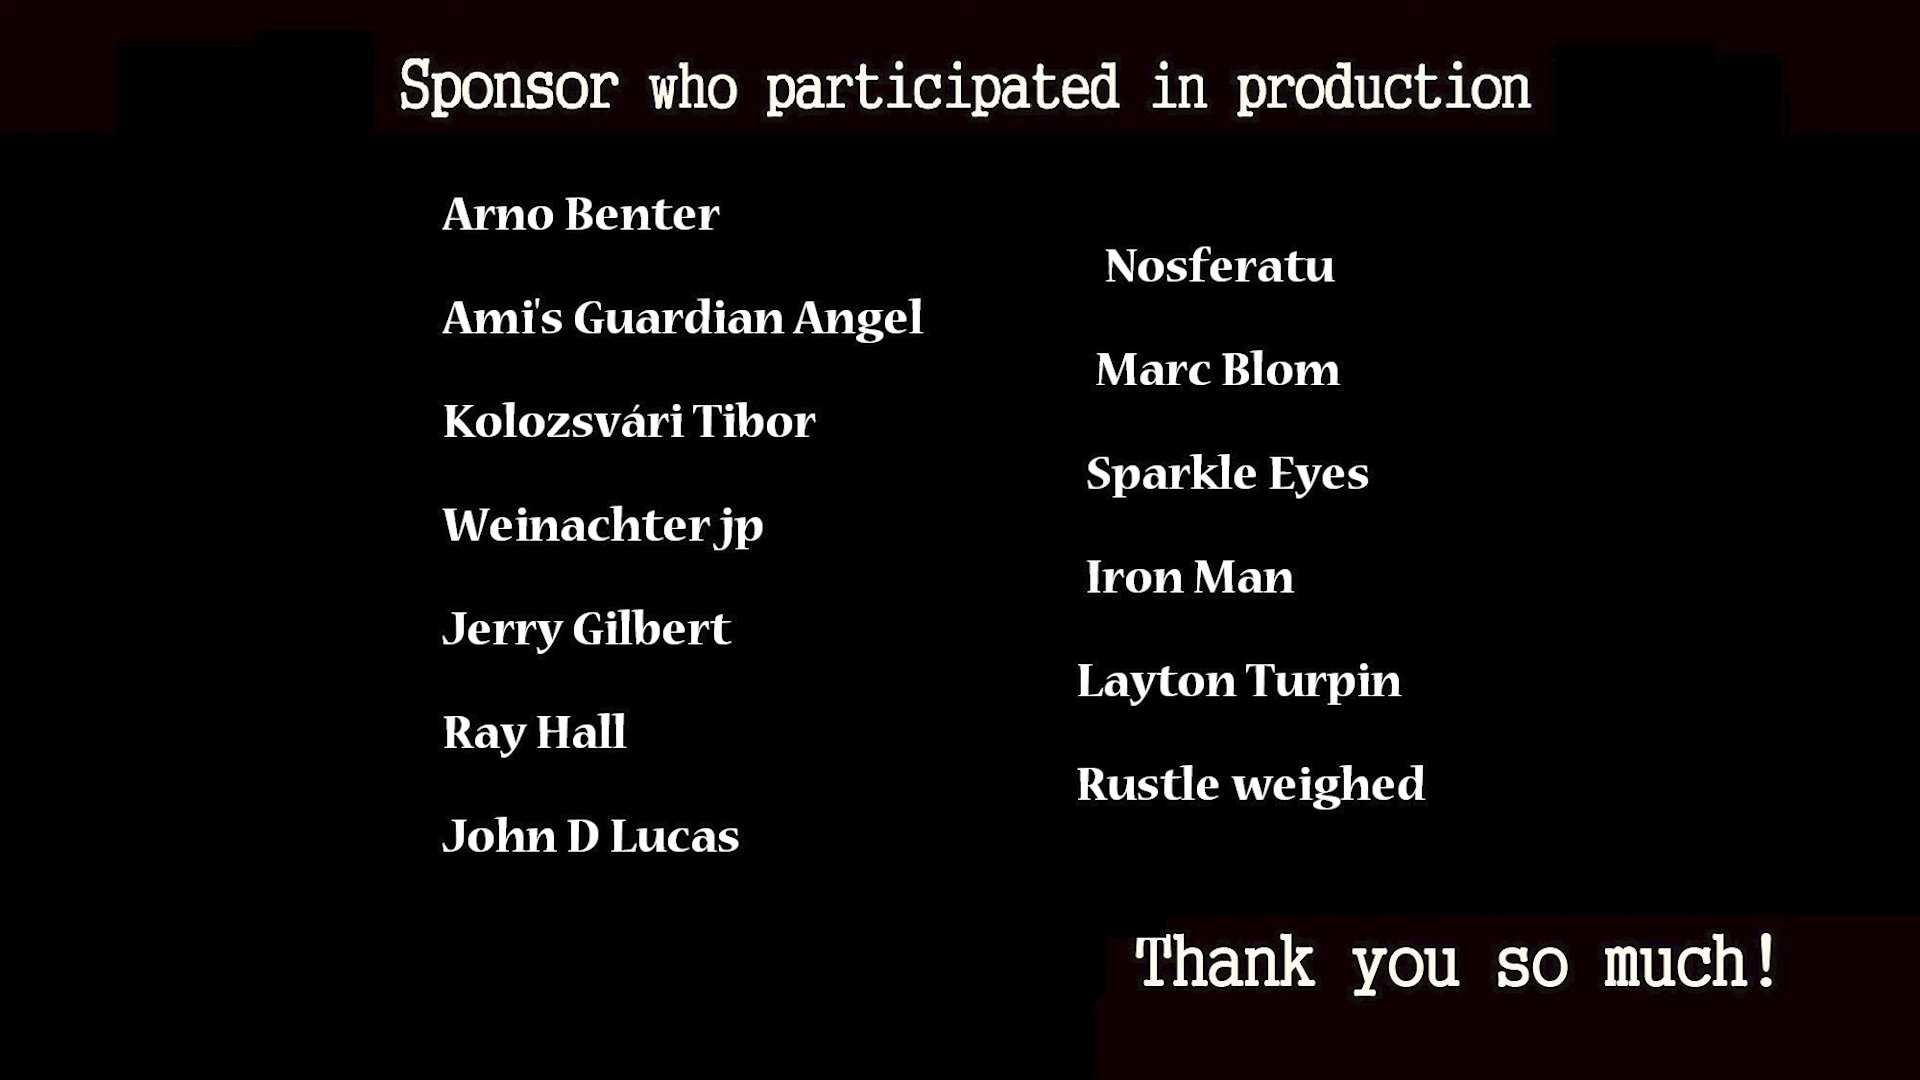 Sponsor who participated in production
Arno Benter
Ami's Guardian Angel
Kolozsvári Tibor
Weinachter jp
Jerry Gilbert
Ray Hall
John D Lucas
Nosferatu
Marc Blom
Sparkle Eyes
Iron Man
Layton Turpin
Rustle weighed
Thank you so much!